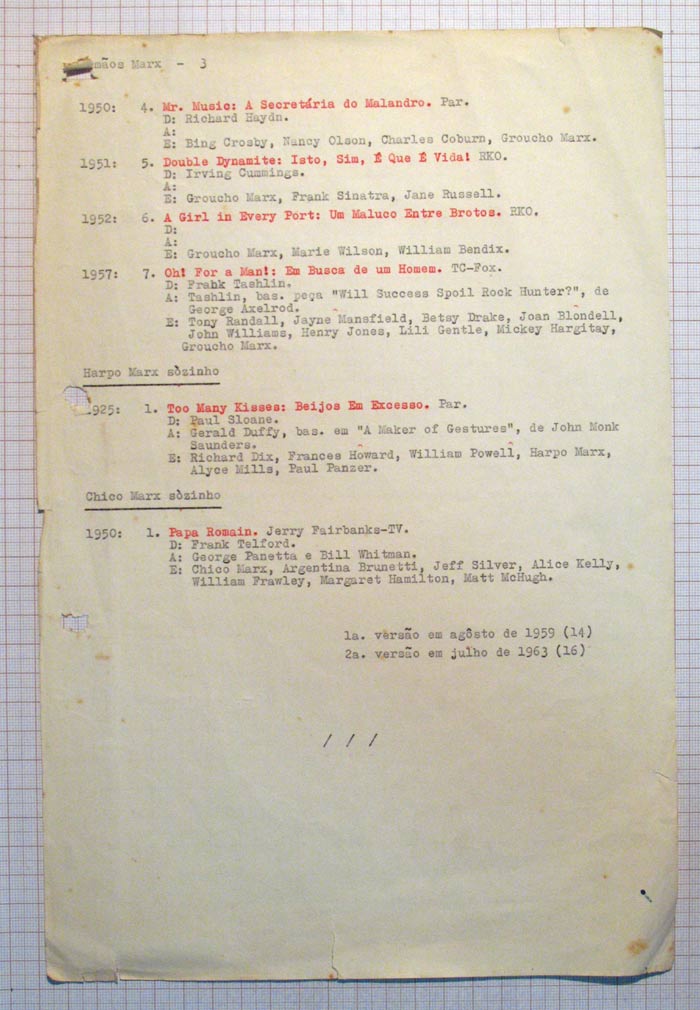 mãos Marx - 3
1950: 4. Mr. Music: A Secretária do Malandro. Par.
D: Richard Haydn.
A:
E: Bing Crosby, Nancy Olson, Charles Coburn, Groucho Marx.
1951: 5. Double Dynamite: Isto, Sim, É Que É Vida! RKO.
D: Irving Cummings.
A:
E: Groucho Marx, Frank Sinatra, Jane Russell.
1952: 6. A Girl in Every Port: Um Maluco Entre Brotos. RKO.
D:
A:
E: Groucho Marx, Marie Wilson, William Bendix.
1957: 7. Oh! For a Man!: Em Busca de um Homem. TC-Fox.
D: Frank Tashlin.
A: Tashlin, bas. peça "Will Success Spoil Rock Hunter?", de
George Axelrod.
E: Tony Randall, Jayne Mansfield, Betsy Drake, Joan Blondell,
John Williams, Henry Jones, Lili Gentle, Mickey Hargitay,
Groucho Marx.
Harpo Marx sòzinho
1925: 1. Too Many Kisses: Beijos Em Excesso. Par.
D: Paul Sloane.
A: Gerald Duffy, bas. em "A Maker of Gestures", de John Monk
Saunders.
E: Richard Dix, Frances Howard, William Powell, Harpo Marx,
Alyce Mills, Paul Panzer.
Chico Marx sòzinho
1950: 1. Papa Romain. Jerry Fairbanks-TV.
D: Frank Telford.
A: George Panetta e Bill Whitman.
E: Chico Marx, Argentina Brunetti, Jeff Silver, Alice Kelly,
William Frawley, Margaret Hamilton, Matt McHugh.
1a. versão em agôsto de 1959 (14)
2a. versão em julho de 1963 (16)
/ / /